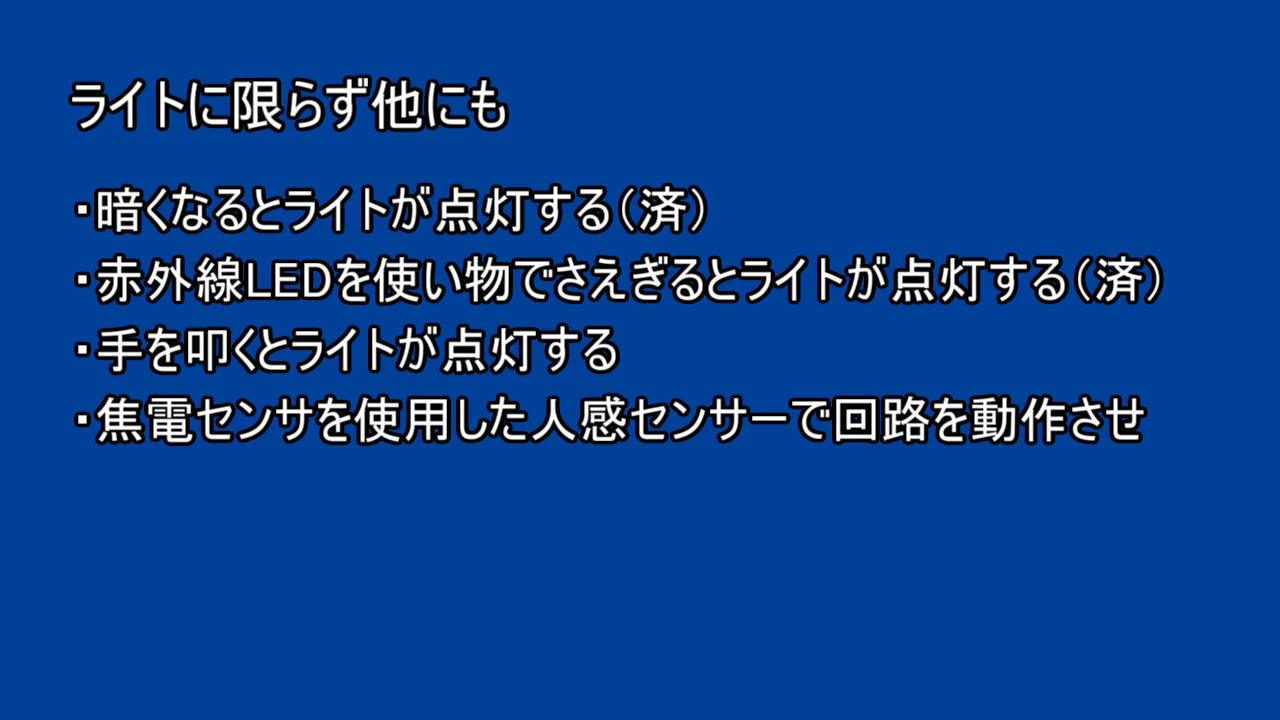 ライトに限らず他にも
・暗くなるとライトが点灯する（済）
・赤外線LEDを使い物でさえぎるとライトが点灯する（済）
・手を叩くとライトが点灯する
・焦電センサを使用した人感センサーで回路を動作させ